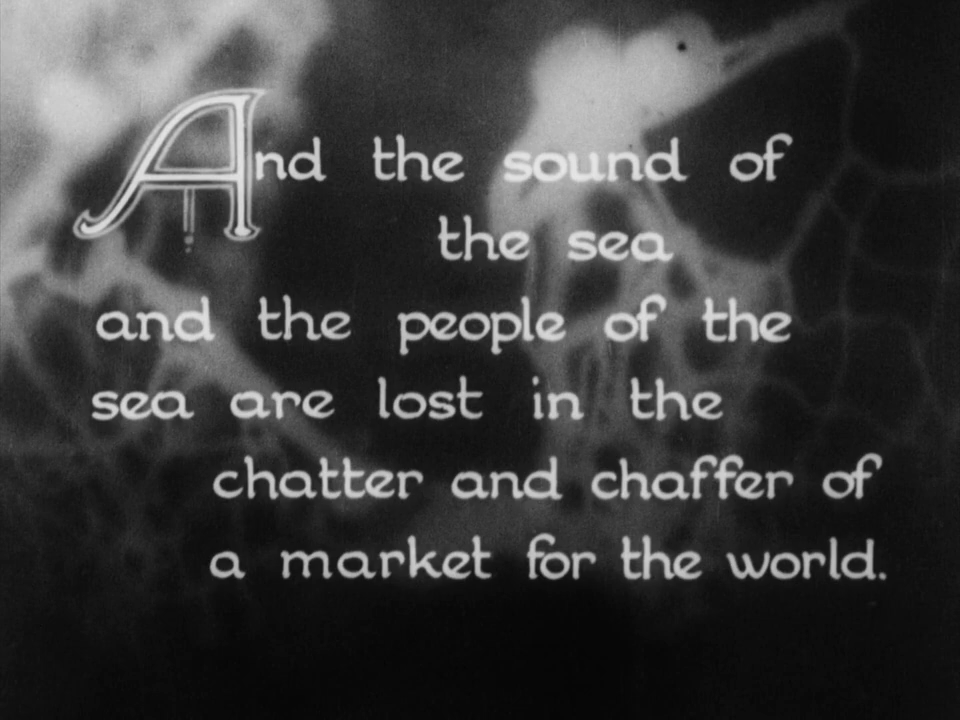 And the sound of
the sea
and the people of the
sea are lost in the
chatter and chaffer of
a market for the world.